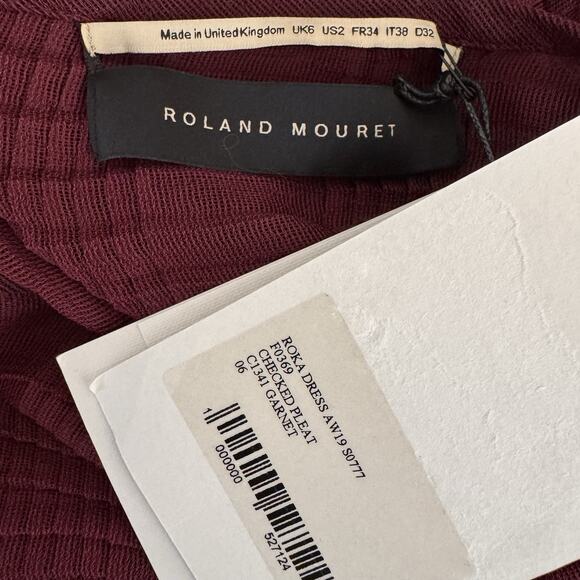 Made in United Kingdom UK6 US2 FR34 IT38 D32
ROLAND MOURET
ROKA DRESS AW19 S0777
F0369
CHECKED PLEAT
C1341 GARNET
06
1 000000 527124